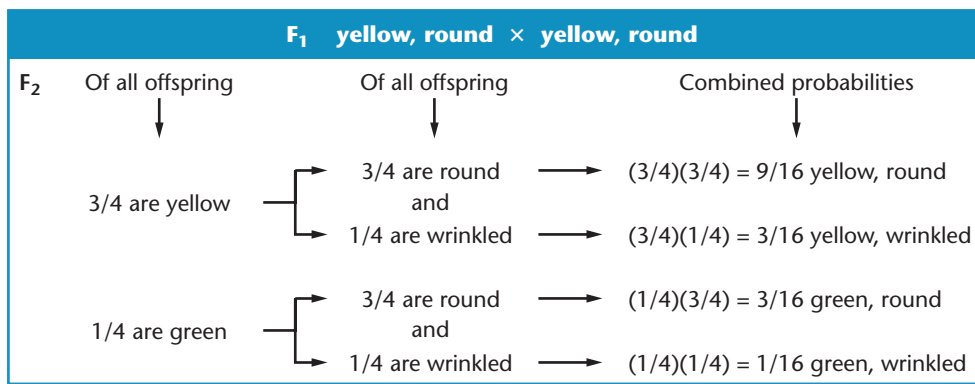 F1 yellow, round × yellow, round
F2 Of all offspring Of all offspring Combined probabilities
3/4 are round (3/4)(3/4) = 9/16 yellow, round
3/4 are yellow and
1/4 are wrinkled (3/4)(1/4) = 3/16 yellow, wrinkled
3/4 are round (1/4)(3/4) = 3/16 green, round
1/4 are green and
1/4 are wrinkled (1/4)(1/4) = 1/16 green, wrinkled